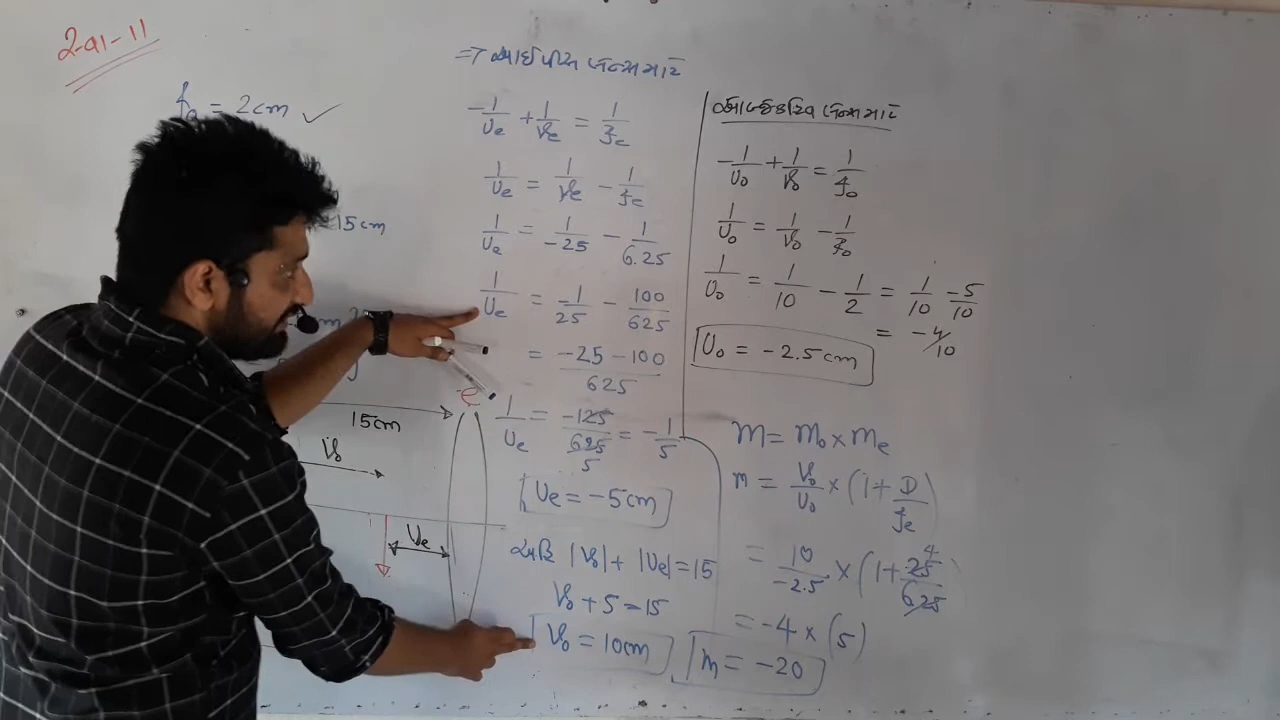 2-બા-11
fo = 2cm ✓
15cm
15cm
Vo
Ue
e
⇒ આઈપીસ લેન્સ માટે
-1/Ue + 1/Ve = 1/fe
1/Ue = 1/Ve - 1/fe
1/Ue = 1/-25 - 1/6.25
1/Ue = -1/25 - 100/625
= -25-100/625
1/Ue = -125/625 5 = -1/5
Ue = -5cm
|Vo| + |Ue| = 15
Vo + 5 = 15
Vo = 10cm
ઓબ્જેક્ટિવ લેન્સ માટે
-1/Uo + 1/Vo = 1/fo
1/Uo = 1/Vo - 1/fo
1/Uo = 1/10 - 1/2 = 1/10 - 5/10
= -4/10
Uo = -2.5cm
M = Mo × Me
m = Vo/Uo × (1 + D/fe)
= 10/-2.5 × (1 + 25 4/6.25)
= -4 × (5)
m = -20